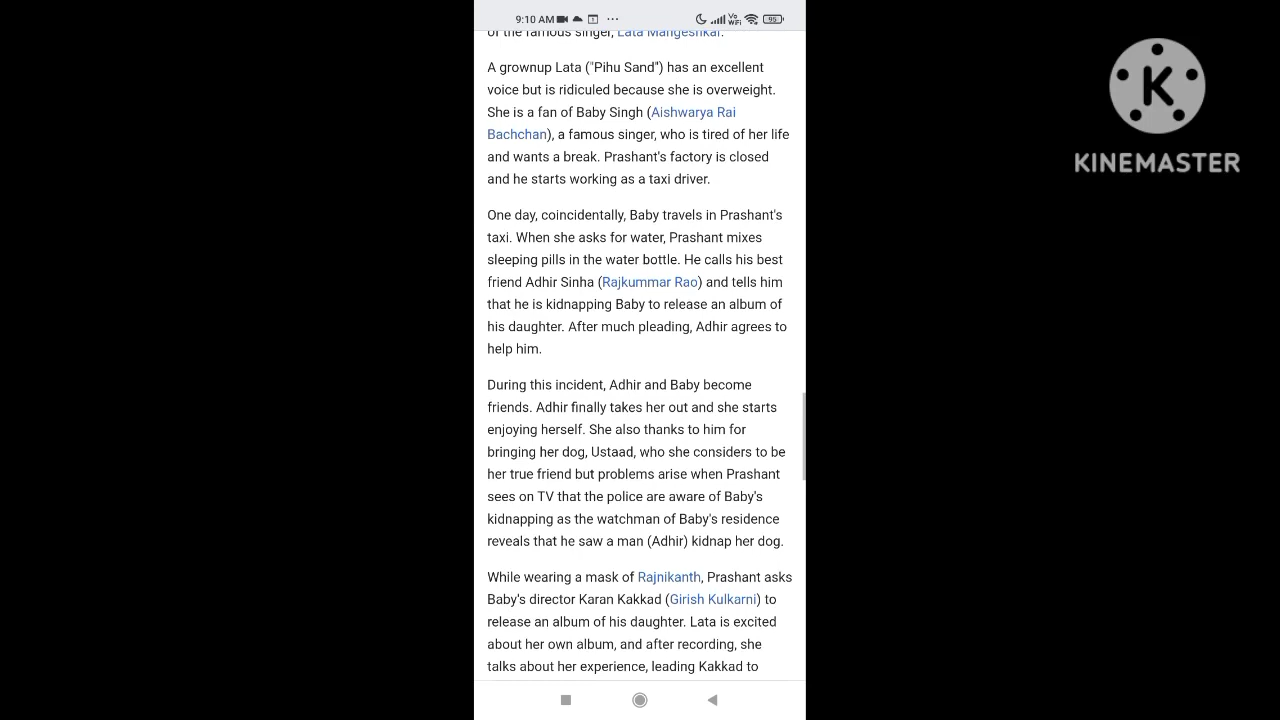 9:10 AM
Vo WiFi
95
of the famous singer, Lata Mangeshkar.
A grownup Lata ("Pihu Sand") has an excellent
voice but is ridiculed because she is overweight.
She is a fan of Baby Singh (Aishwarya Rai
Bachchan), a famous singer, who is tired of her life
and wants a break. Prashant's factory is closed
and he starts working as a taxi driver.
One day, coincidentally, Baby travels in Prashant's
taxi. When she asks for water, Prashant mixes
sleeping pills in the water bottle. He calls his best
friend Adhir Sinha (Rajkummar Rao) and tells him
that he is kidnapping Baby to release an album of
his daughter. After much pleading, Adhir agrees to
help him.
During this incident, Adhir and Baby become
friends. Adhir finally takes her out and she starts
enjoying herself. She also thanks to him for
bringing her dog, Ustaad, who she considers to be
her true friend but problems arise when Prashant
sees on TV that the police are aware of Baby's
kidnapping as the watchman of Baby's residence
reveals that he saw a man (Adhir) kidnap her dog.
While wearing a mask of Rajnikanth, Prashant asks
Baby's director Karan Kakkad (Girish Kulkarni) to
release an album of his daughter. Lata is excited
about her own album, and after recording, she
talks about her experience, leading Kakkad to
K
KINEMASTER